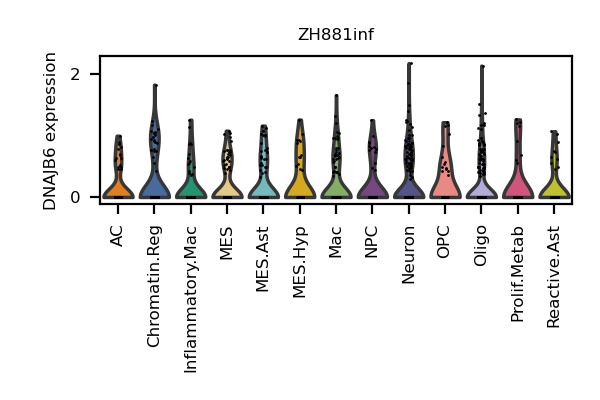 ZH881inf
DNAJB6 expression
2
0
AC
Chromatin.Reg
Inflammatory.Mac
MES
MES.Ast
MES.Hyp
Mac
NPC
Neuron
OPC
Oligo
Prolif.Metab
Reactive.Ast